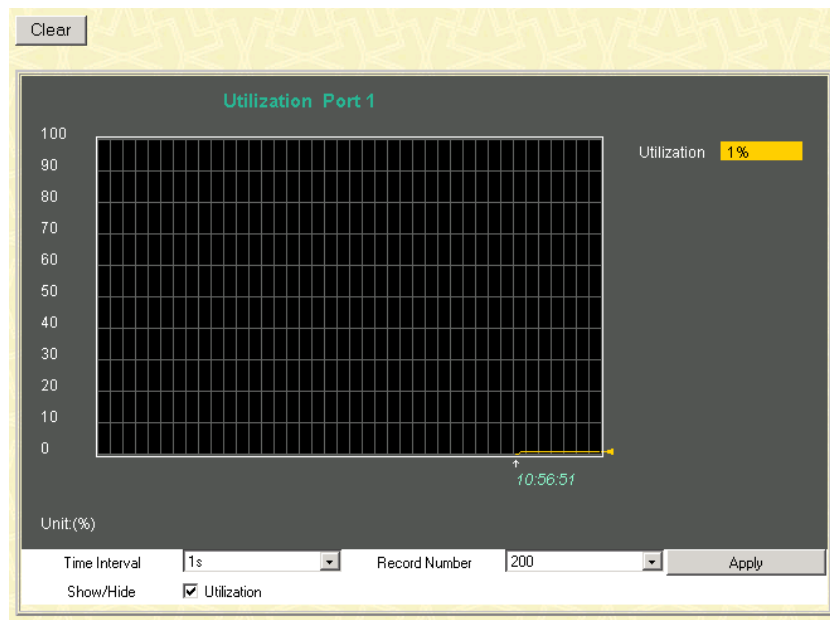 Clear
Utilization Port 1
100
90
80
70
60
50
40
30
20
10
0
Utilization 1%
10:56:51
Unit:(%)
Time Interval 1s Record Number 200 Apply
Show/Hide Utilization